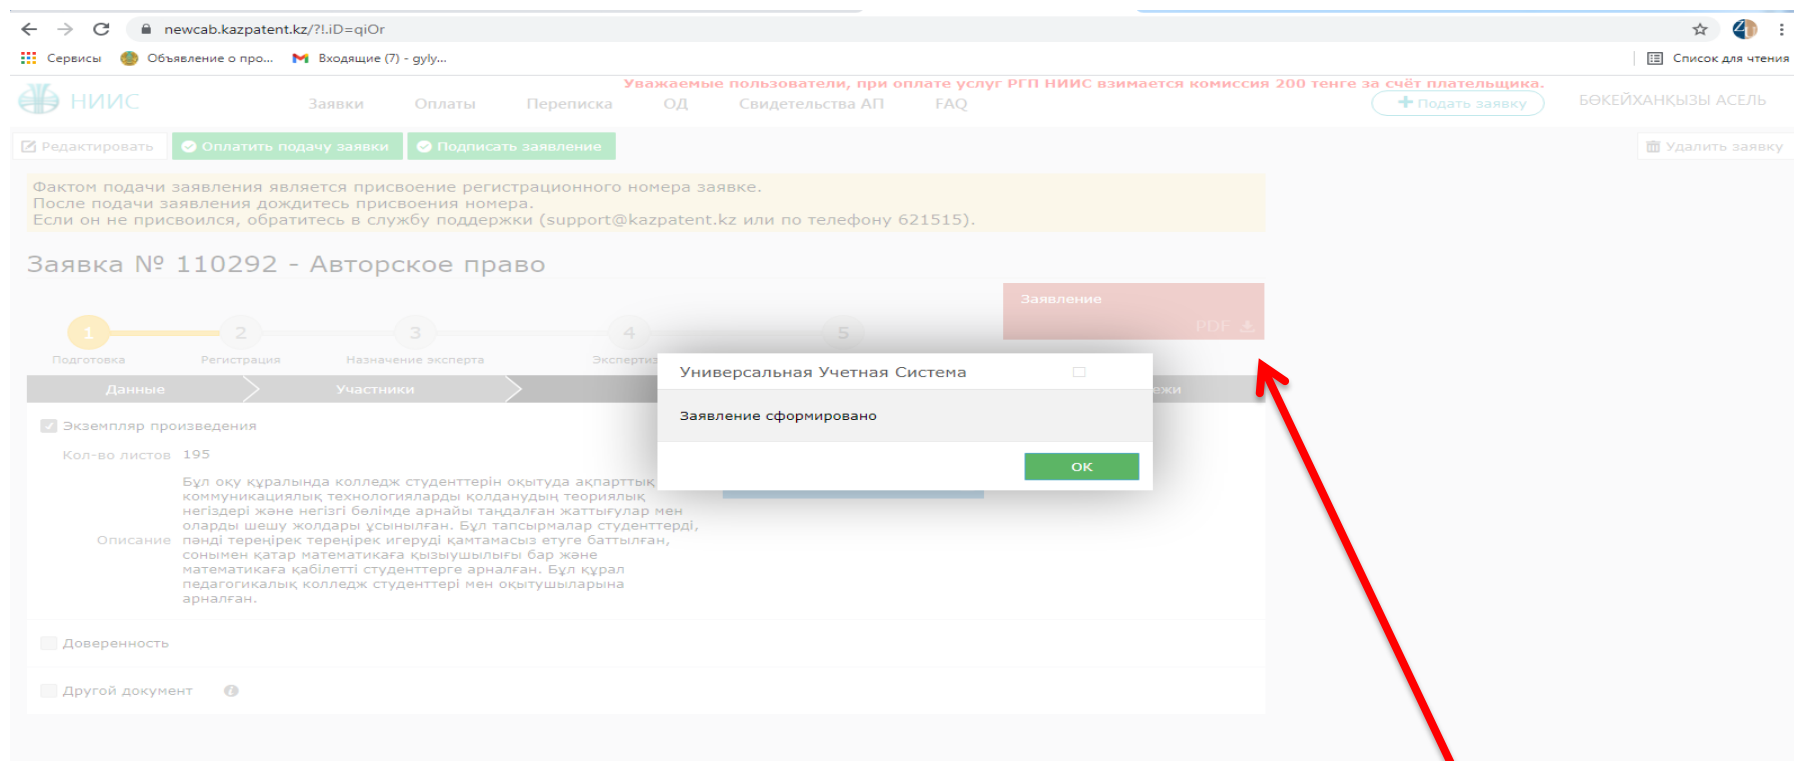 newcab.kazpatent.kz/?!.iD=qiOr
Сервисы Объявление о про... Входящие (7) - gyly... Список для чтения
Уважаемые пользователи, при оплате услуг РГП НИИС взимается комиссия 200 тенге за счёт плательщика.
НИИС Заявки Оплаты Переписка ОД Свидетельства АП FAQ + Подать заявку БӨКЕЙХАНҚЫЗЫ АСЕЛЬ
Редактировать Оплатить подачу заявки Подписать заявление Удалить заявку
Фактом подачи заявления является присвоение регистрационного номера заявке.
После подачи заявления дождитесь присвоения номера.
Если он не присвоился, обратитесь в службу поддержки (support@kazpatent.kz или по телефону 621515).
Заявка № 110292 - Авторское право
Заявление
PDF
1 2 3 4 5
Подготовка Регистрация Назначение эксперта Экспертиз
Данные Участники ежи
Универсальная Учетная Система
Заявление сформировано
ОК
Экземпляр произведения
Кол-во листов 195
Описание
Бұл оқу құралында колледж студенттерін оқытуда ақпарттық
коммуникациялық технологияларды қолданудың теориялық
негіздері және негізгі бөлімде арнайы таңдалған жаттығулар мен
оларды шешу жолдары ұсынылған. Бұл тапсырмалар студенттерді,
пәнді тереңірек тереңірек игеруді қамтамасыз етуге баттылған,
сонымен қатар математикаға қызыушылығы бар және
математикаға қабілетті студенттерге арналған. Бұл құрал
педагогикалық колледж студенттері мен оқытушыларына
арналған.
Доверенность
Другой документ